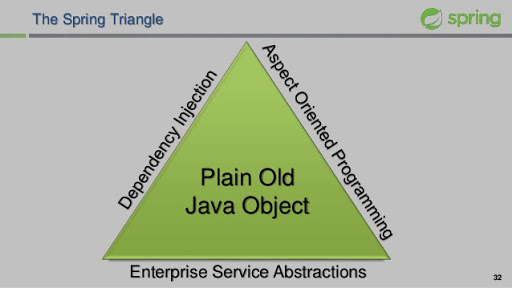 The Spring Triangle
spring
Dependency Injection
Aspect Oriented Programming
Plain Old
Java Object
Enterprise Service Abstractions
32